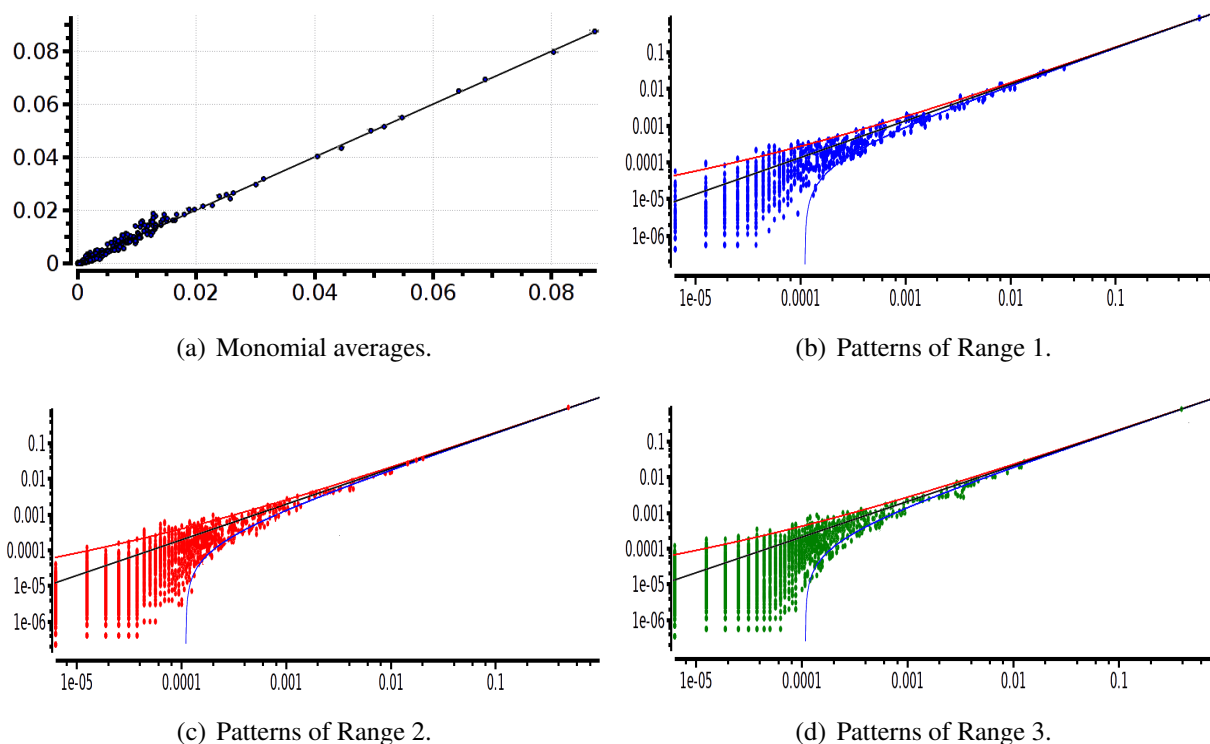 0.08
0.06
0.04
0.02
0
0 0.02 0.04 0.06 0.08
(a) Monomial averages.
0.1
0.01
0.001
0.0001
1e-05
1e-06
1e-05 0.0001 0.001 0.01 0.1
(b) Patterns of Range 1.
0.1
0.01
0.001
0.0001
1e-05
1e-06
1e-05 0.0001 0.001 0.01 0.1
(c) Patterns of Range 2.
0.1
0.01
0.001
0.0001
1e-05
1e-06
1e-05 0.0001 0.001 0.01 0.1
(d) Patterns of Range 3.